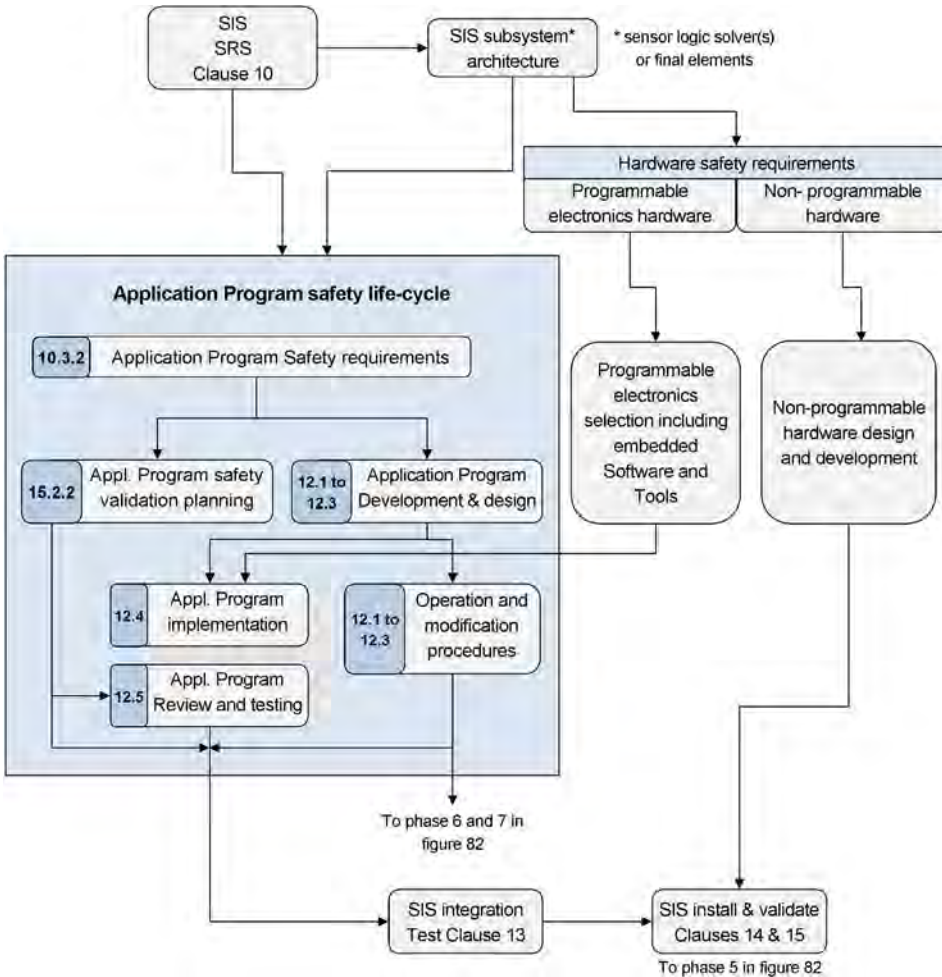 SIS
SRS
Clause 10
SIS subsystem*
architecture
* sensor logic solver(s)
or final elements
Hardware safety requirements
Programmable
electronics hardware
Non- programmable
hardware
Application Program safety life-cycle
10.3.2
Application Program Safety requirements
Programmable
electronics
selection including
embedded
Software and
Tools
Non-programmable
hardware design
and development
15.2.2
Appl. Program safety
validation planning
12.1 to
12.3
Application Program
Development & design
12.4
Appl. Program
implementation
12.1 to
12.3
Operation and
modification
procedures
12.5
Appl. Program
Review and testing
To phase 6 and 7 in
figure 82
SIS integration
Test Clause 13
SIS install & validate
Clauses 14 & 15
To phase 5 in figure 82